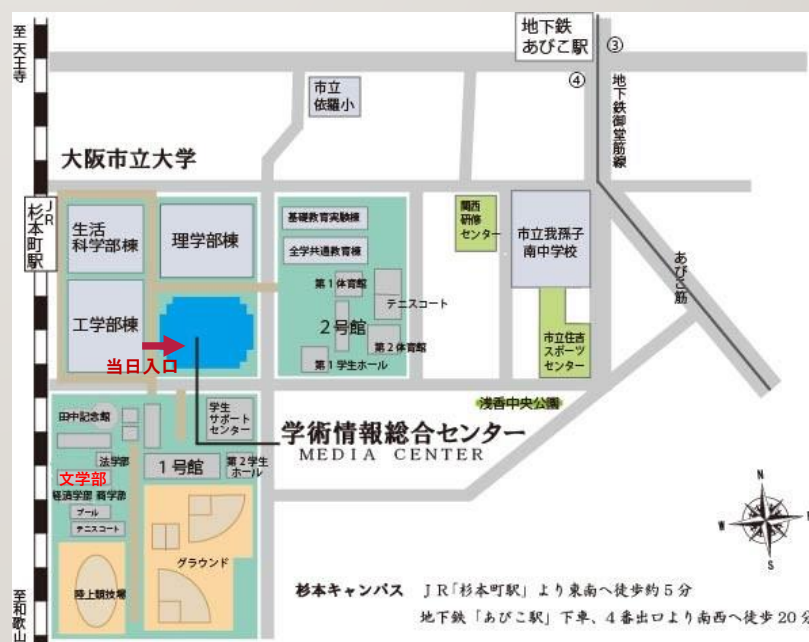 至天王寺
地下鉄
あびこ駅
③
④
地下鉄御堂筋線
市立
依羅小
大阪市立大学
JR
杉本町駅
生活
科学部棟
理学部棟
基礎教育実験棟
全学共通教育棟
関西
研修
センター
市立我孫子
南中学校
あびこ筋
第1体育館
テニスコート
工学部棟
2号館
第2体育館
当日入口
第1学生ホール
市立住吉
スポーツ
センター
浅香中央公園
田中記念館
学生
サポート
センター
学術情報総合センター
MEDIA CENTER
法学部
1号館
第2学生
ホール
文学部
経済学部 商学部
プール
テニスコート
グラウンド
陸上競技場
N
W
S
杉本キャンパス JR「杉本町駅」より東南へ徒歩約5分
地下鉄「あびこ駅」下車、4番出口より南西へ徒歩20分
至和歌山